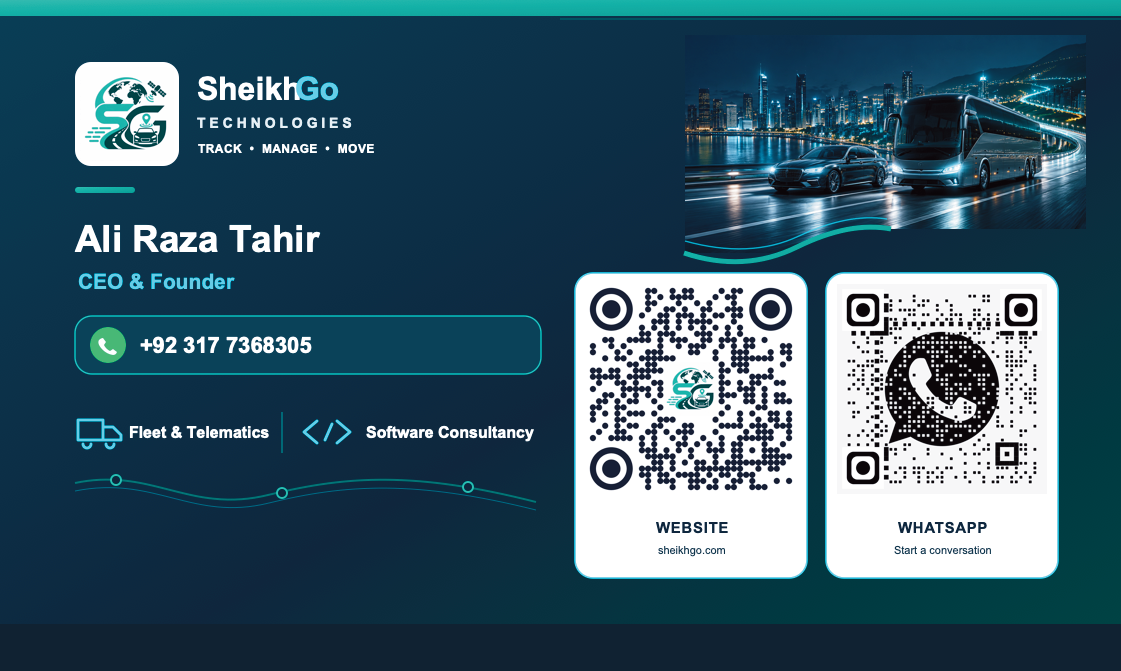 SheikhGo
TECHNOLOGIES
TRACK • MANAGE • MOVE
Ali Raza Tahir
CEO & Founder
+92 317 7368305
Fleet & Telematics
Software Consultancy
WEBSITE
sheikhgo.com
WHATSAPP
Start a conversation